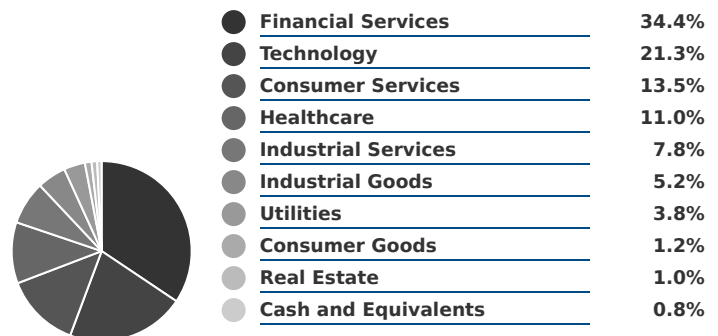 Financial Services 34.4%
Technology 21.3%
Consumer Services 13.5%
Healthcare 11.0%
Industrial Services 7.8%
Industrial Goods 5.2%
Utilities 3.8%
Consumer Goods 1.2%
Real Estate 1.0%
Cash and Equivalents 0.8%